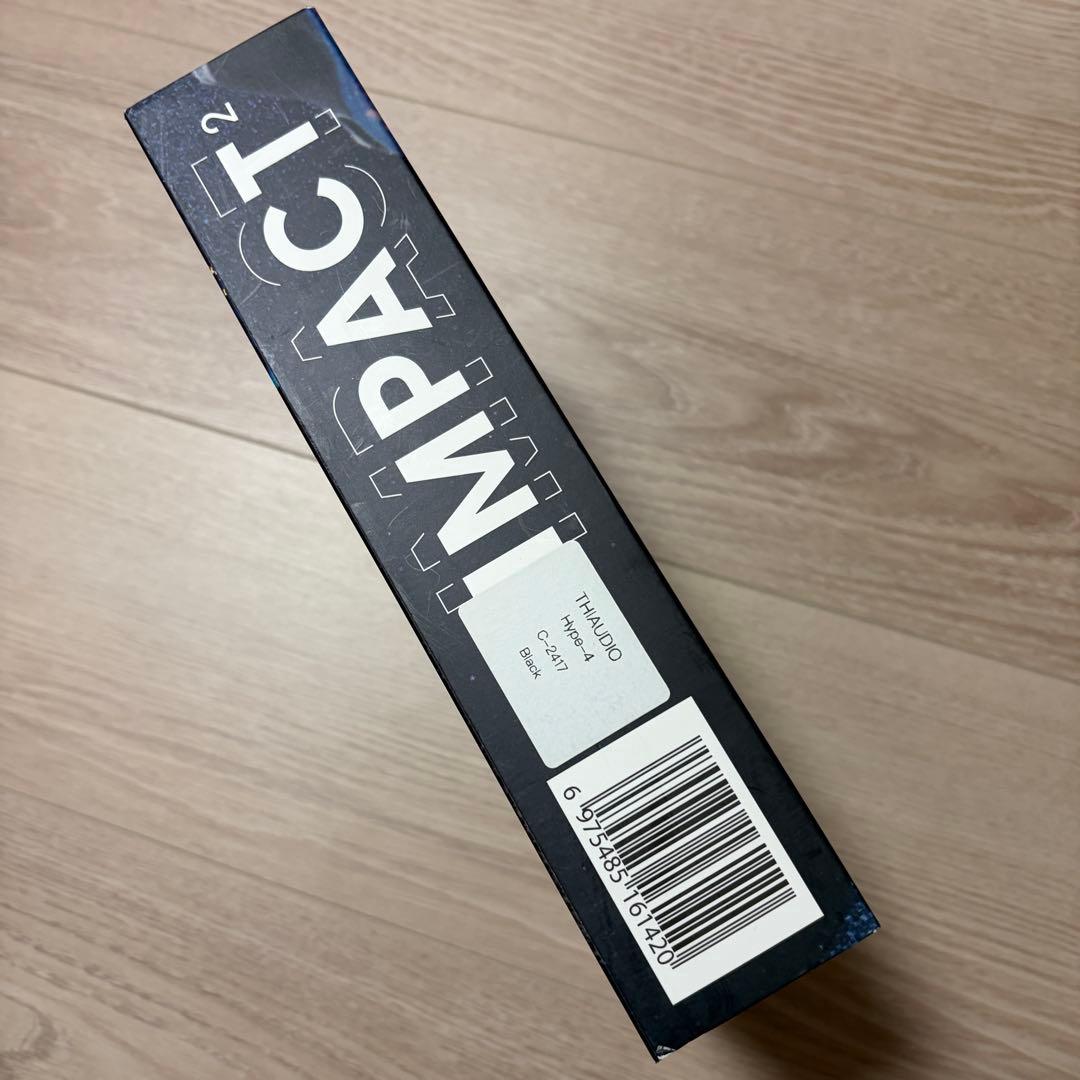 IMPACT²
THIAUDIO
Hype-4
C-2417
Black
6 975485 161420